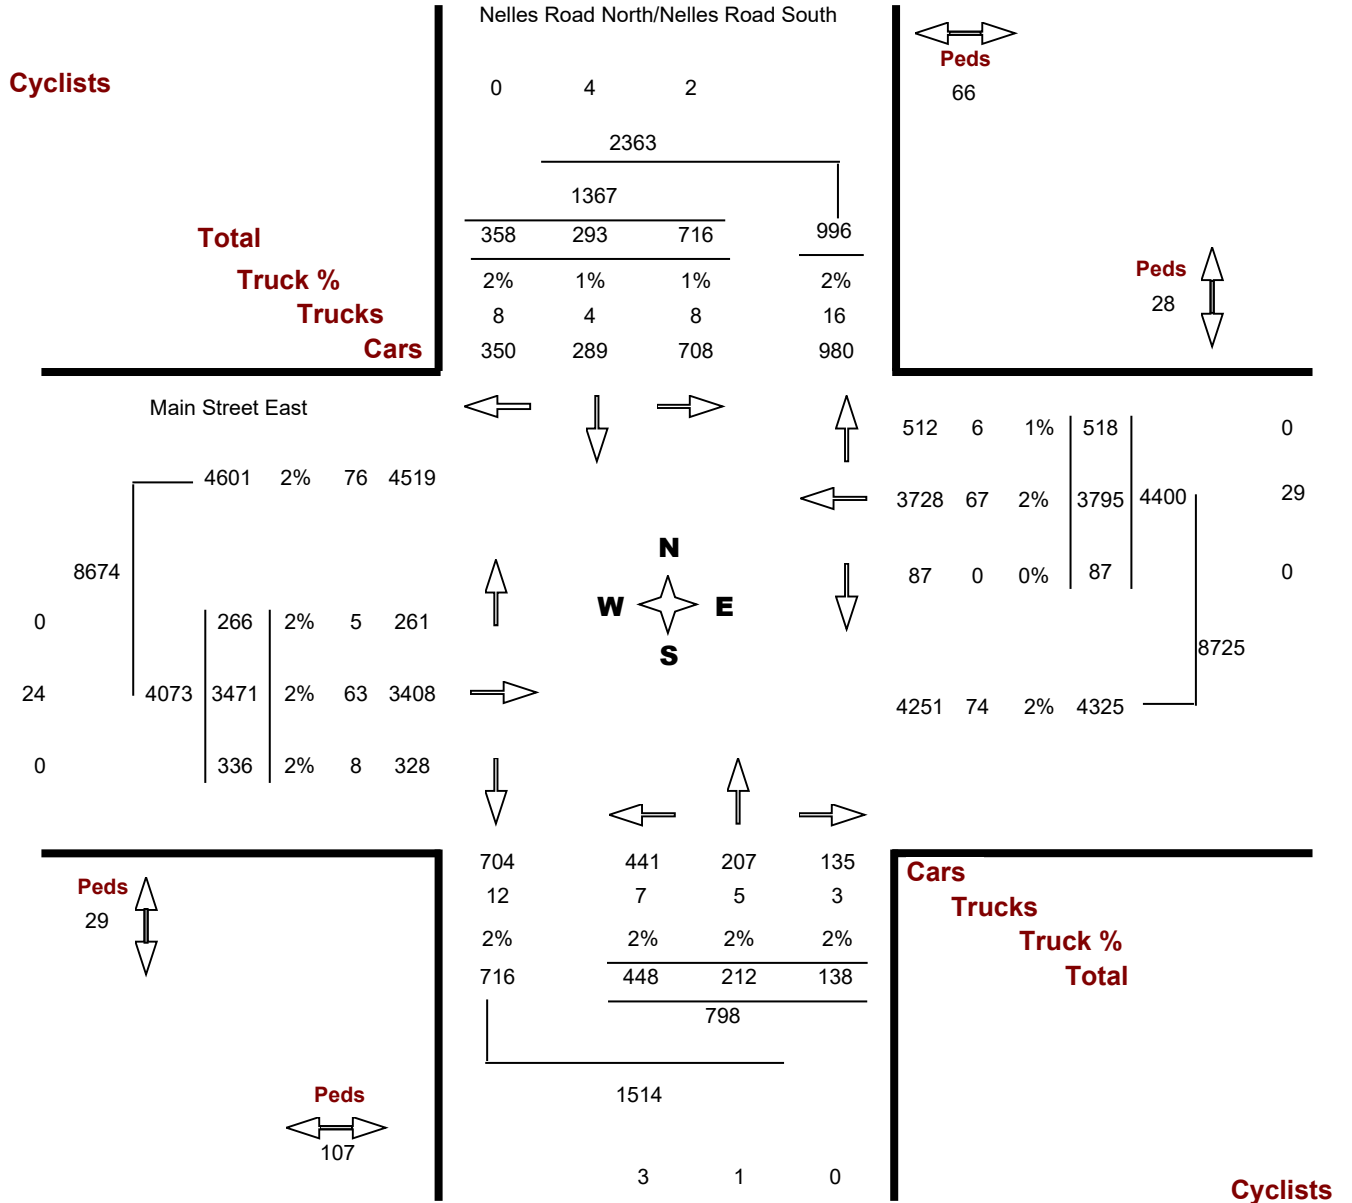 Nelles Road North/Nelles Road South
Peds
66
Cyclists
0 4 2
2363
1367
Total 358 293 716 996
Truck % 2% 1% 1% 2%
Trucks 8 4 8 16
Cars 350 289 708 980
Peds
28
Main Street East
512 6 1% 518 0
4601 2% 76 4519
3728 67 2% 3795 4400 29
N
8674
87 0 0% 87 0
W E
S
0 266 2% 5 261
8725
24 4073 3471 2% 63 3408
4251 74 2% 4325
0 336 2% 8 328
704 441 207 135 Cars
12 7 5 3 Trucks
2% 2% 2% 2% Truck %
716 448 212 138 Total
Peds
29
798
1514
Peds
107
3 1 0
Cyclists